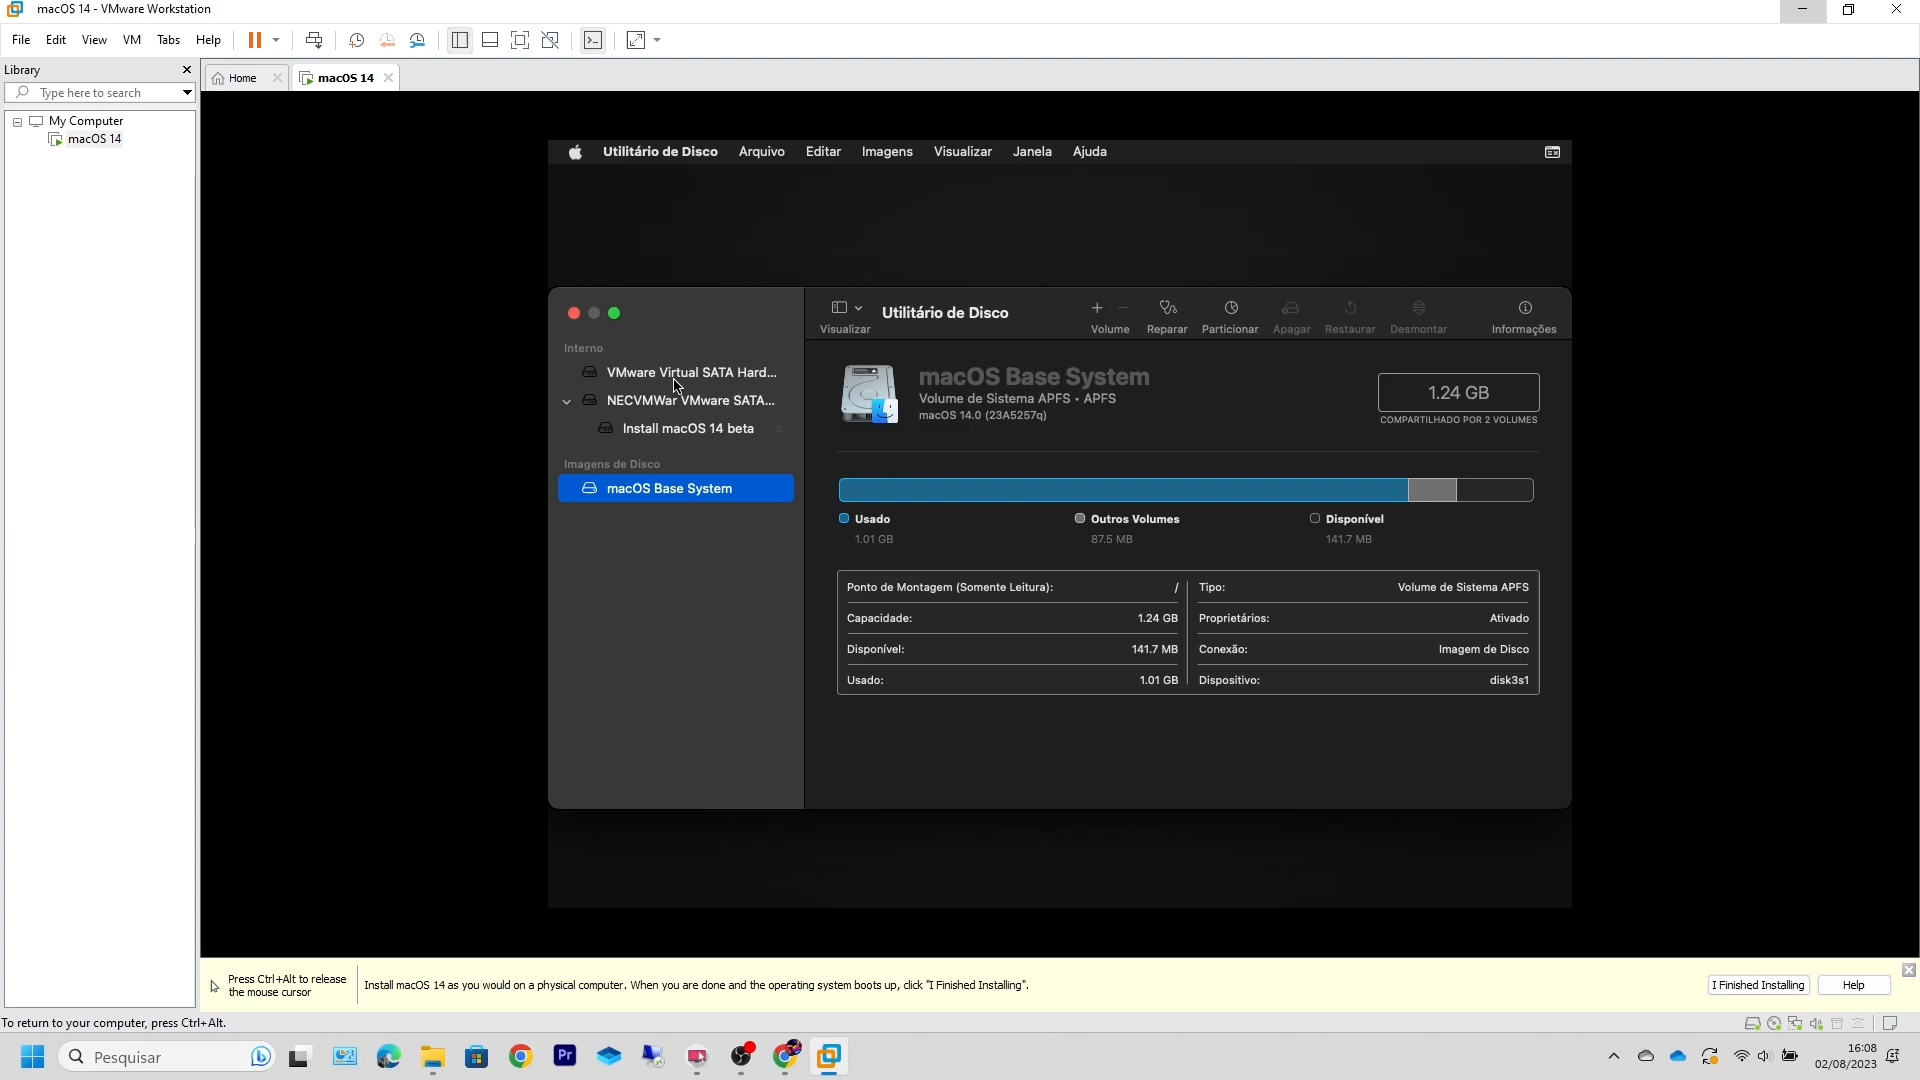 macOS 14 - VMware Workstation
File Edit View VM Tabs Help
Library
Type here to search
My Computer
macOS 14
Home
macOS 14
Utilitário de Disco Arquivo Editar Imagens Visualizar Janela Ajuda
Interno
VMware Virtual SATA Hard...
NECVMWar VMware SATA...
Install macOS 14 beta
Imagens de Disco
macOS Base System
Visualizar
Utilitário de Disco
Volume Reparar Particionar Apagar Restaurar Desmontar Informações
macOS Base System
Volume de Sistema APFS • APFS
macOS 14.0 (23A5257q)
1.24 GB
COMPARTILHADO POR 2 VOLUMES
Usado
1.01 GB
Outros Volumes
87.5 MB
Disponível
141.7 MB
Ponto de Montagem (Somente Leitura): /
Capacidade: 1.24 GB
Disponível: 141.7 MB
Usado: 1.01 GB
Tipo: Volume de Sistema APFS
Proprietários: Ativado
Conexão: Imagem de Disco
Dispositivo: disk3s1
Press Ctrl+Alt to release
the mouse cursor
Install macOS 14 as you would on a physical computer. When you are done and the operating system boots up, click "I Finished Installing".
I Finished Installing
Help
To return to your computer, press Ctrl+Alt.
Pesquisar
Pr
16:08
02/08/2023